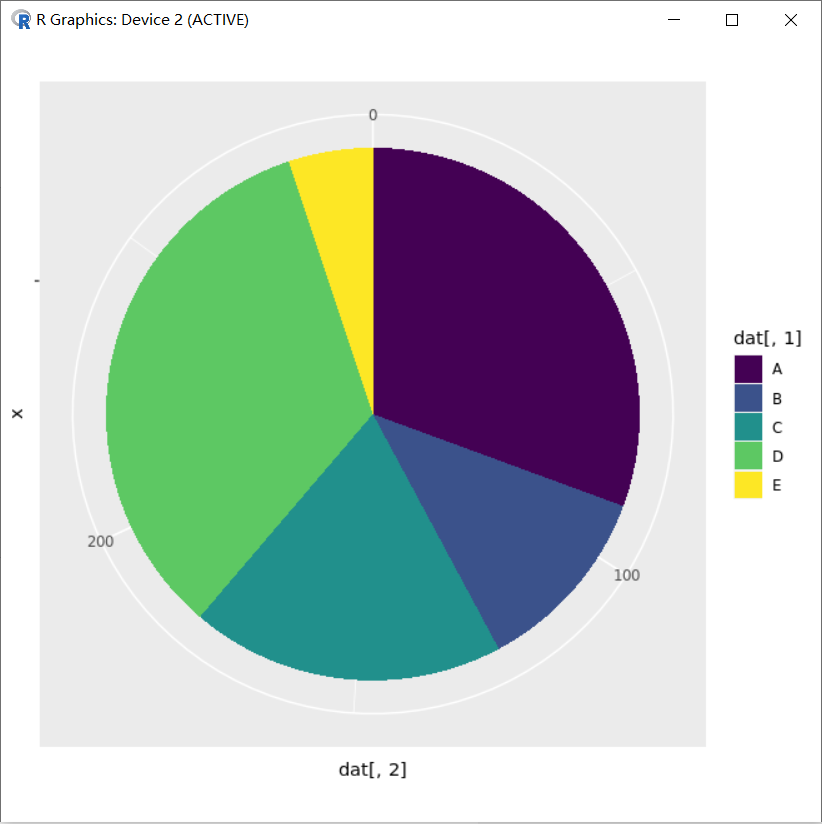 R Graphics: Device 2 (ACTIVE)
0
x
dat[, 1]
A
B
C
D
E
200
100
dat[, 2]